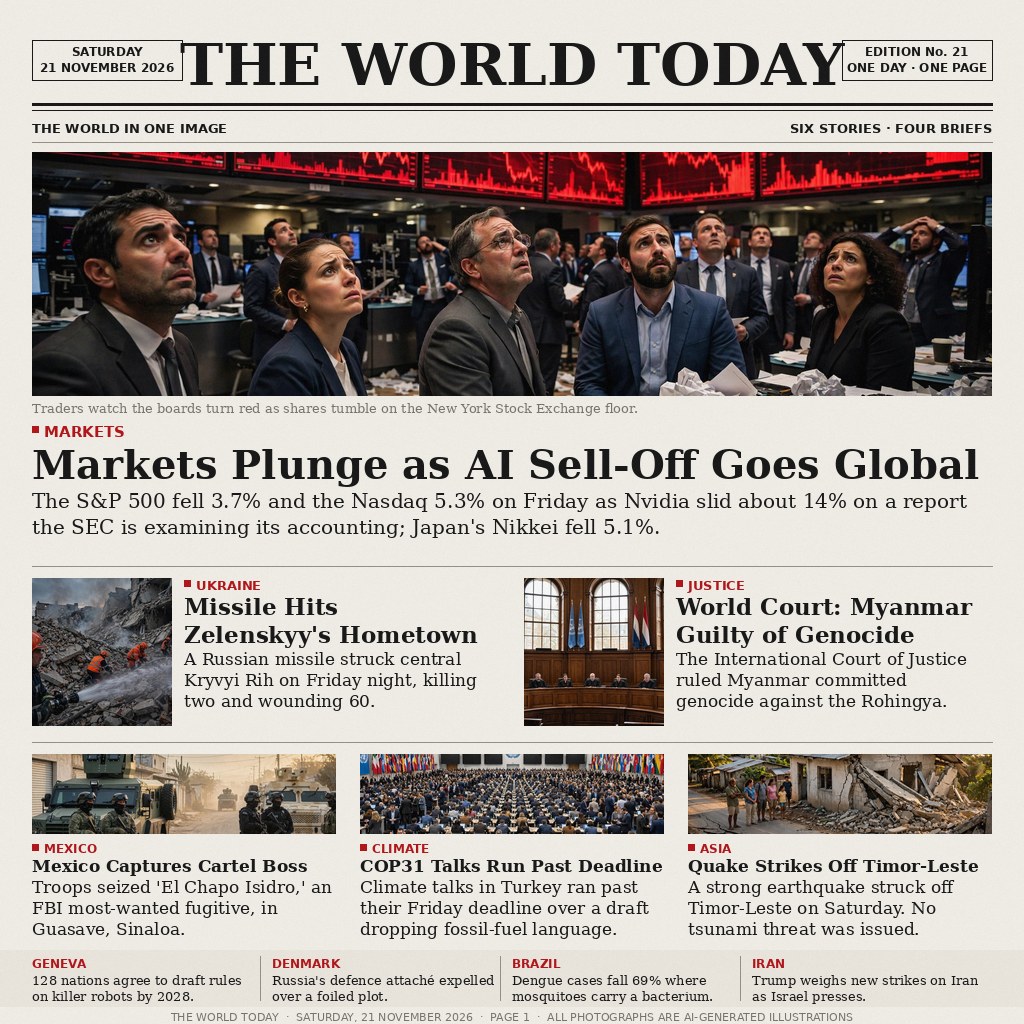 SATURDAY
21 NOVEMBER 2026
THE WORLD TODAY
EDITION No. 21
ONE DAY · ONE PAGE
THE WORLD IN ONE IMAGE
SIX STORIES · FOUR BRIEFS
Traders watch the boards turn red as shares tumble on the New York Stock Exchange floor.
MARKETS
Markets Plunge as AI Sell-Off Goes Global
The S&P 500 fell 3.7% and the Nasdaq 5.3% on Friday as Nvidia slid about 14% on a report
the SEC is examining its accounting; Japan's Nikkei fell 5.1%.
UKRAINE
Missile Hits
Zelenskyy's Hometown
A Russian missile struck central
Kryvyi Rih on Friday night, killing
two and wounding 60.
JUSTICE
World Court: Myanmar
Guilty of Genocide
The International Court of Justice
ruled Myanmar committed
genocide against the Rohingya.
MEXICO
Mexico Captures Cartel Boss
Troops seized 'El Chapo Isidro,' an
FBI most-wanted fugitive, in
Guasave, Sinaloa.
CLIMATE
COP31 Talks Run Past Deadline
Climate talks in Turkey ran past
their Friday deadline over a draft
dropping fossil-fuel language.
ASIA
Quake Strikes Off Timor-Leste
A strong earthquake struck off
Timor-Leste on Saturday. No
tsunami threat was issued.
GENEVA
128 nations agree to draft rules
on killer robots by 2028.
DENMARK
Russia's defence attaché expelled
over a foiled plot.
BRAZIL
Dengue cases fall 69% where
mosquitoes carry a bacterium.
IRAN
Trump weighs new strikes on Iran
as Israel presses.
THE WORLD TODAY · SATURDAY, 21 NOVEMBER 2026 · PAGE 1 · ALL PHOTOGRAPHS ARE AI-GENERATED ILLUSTRATIONS